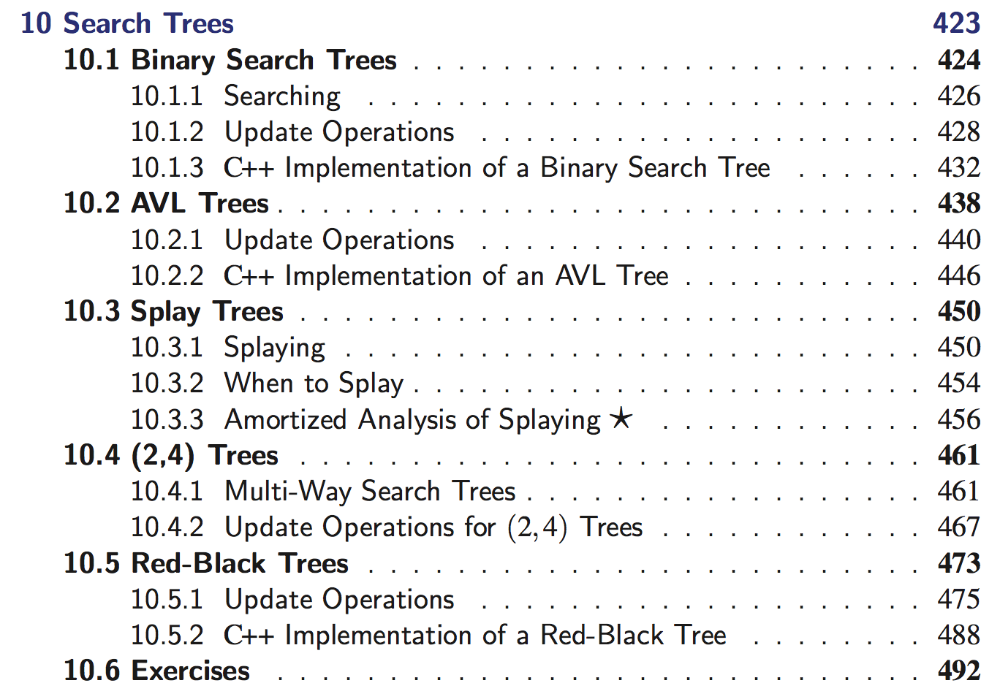 10 Search Trees 423
10.1 Binary Search Trees . . . . . . . . . . . . . . . . . . . . . . . 424
10.1.1 Searching . . . . . . . . . . . . . . . . . . . . . . . . . 426
10.1.2 Update Operations . . . . . . . . . . . . . . . . . . . . 428
10.1.3 C++ Implementation of a Binary Search Tree . . . . . . 432
10.2 AVL Trees . . . . . . . . . . . . . . . . . . . . . . . . . . . . . 438
10.2.1 Update Operations . . . . . . . . . . . . . . . . . . . . 440
10.2.2 C++ Implementation of an AVL Tree . . . . . . . . . . . 446
10.3 Splay Trees . . . . . . . . . . . . . . . . . . . . . . . . . . . . 450
10.3.1 Splaying . . . . . . . . . . . . . . . . . . . . . . . . . . 450
10.3.2 When to Splay . . . . . . . . . . . . . . . . . . . . . . . 454
10.3.3 Amortized Analysis of Splaying ★ . . . . . . . . . . . . 456
10.4 (2,4) Trees . . . . . . . . . . . . . . . . . . . . . . . . . . . . 461
10.4.1 Multi-Way Search Trees . . . . . . . . . . . . . . . . . . 461
10.4.2 Update Operations for (2,4) Trees . . . . . . . . . . . . 467
10.5 Red-Black Trees . . . . . . . . . . . . . . . . . . . . . . . . . 473
10.5.1 Update Operations . . . . . . . . . . . . . . . . . . . . 475
10.5.2 C++ Implementation of a Red-Black Tree . . . . . . . . 488
10.6 Exercises . . . . . . . . . . . . . . . . . . . . . . . . . . . . . 492